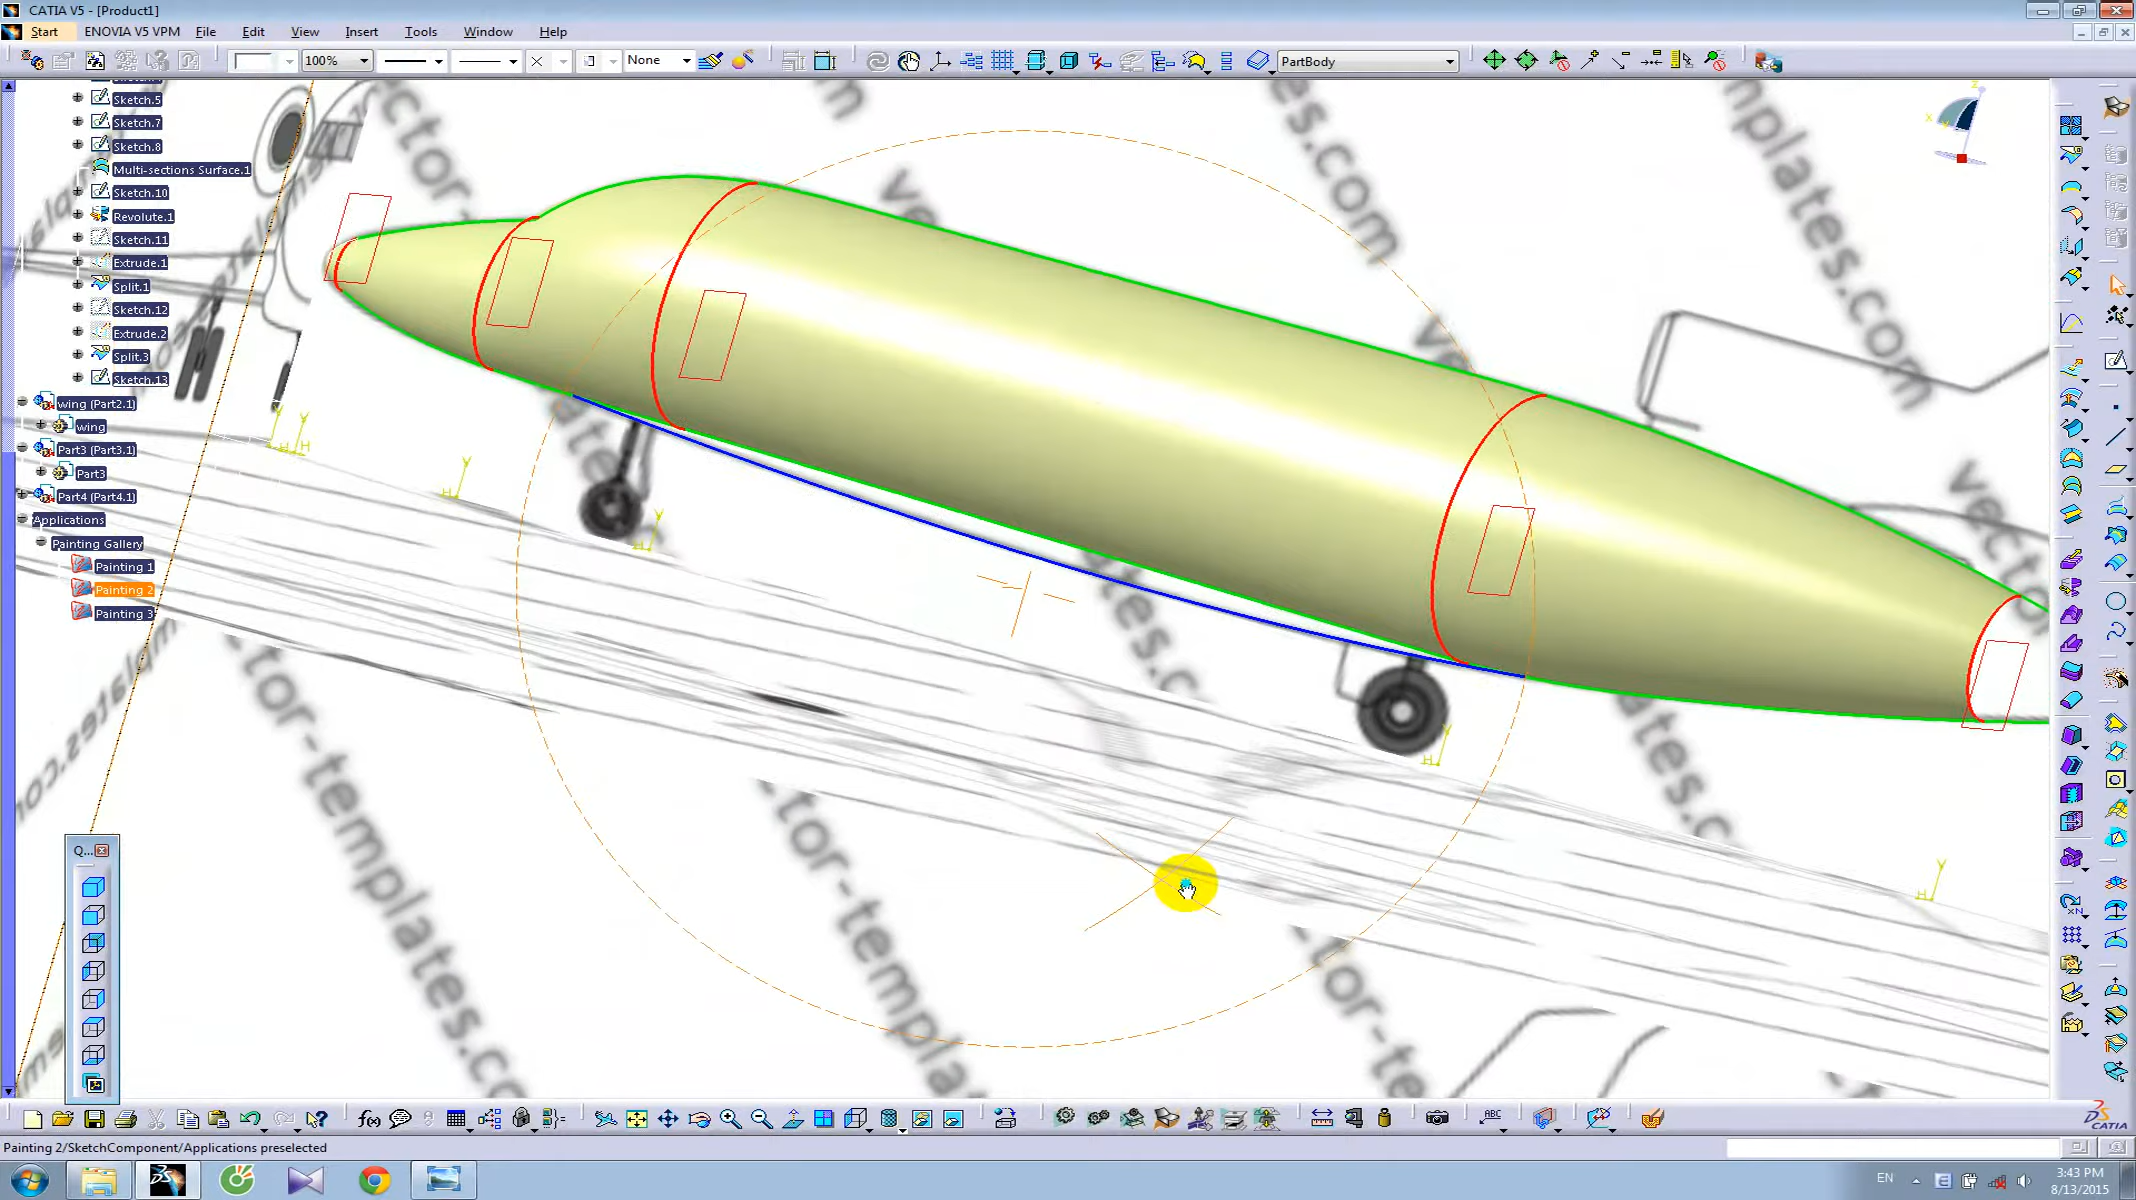 CATIA V5 - [Product1]
Start ENOVIA V5 VPM File Edit View Insert Tools Window Help
100% None PartBody
Sketch.5
Sketch.7
Sketch.8
Multi-sections Surface.1
Sketch.10
Revolute.1
Sketch.11
Extrude.1
Split.1
Sketch.12
Extrude.2
Split.3
Sketch.13
wing (Part2.1)
wing
Part3 (Part3.1)
Part3
Part4 (Part4.1)
Applications
Painting Gallery
Painting 1
Painting 2
Painting 3
Q...
vector-templates.com
Painting 2/SketchComponent/Applications preselected
CATIA
EN
3:43 PM
8/13/2015